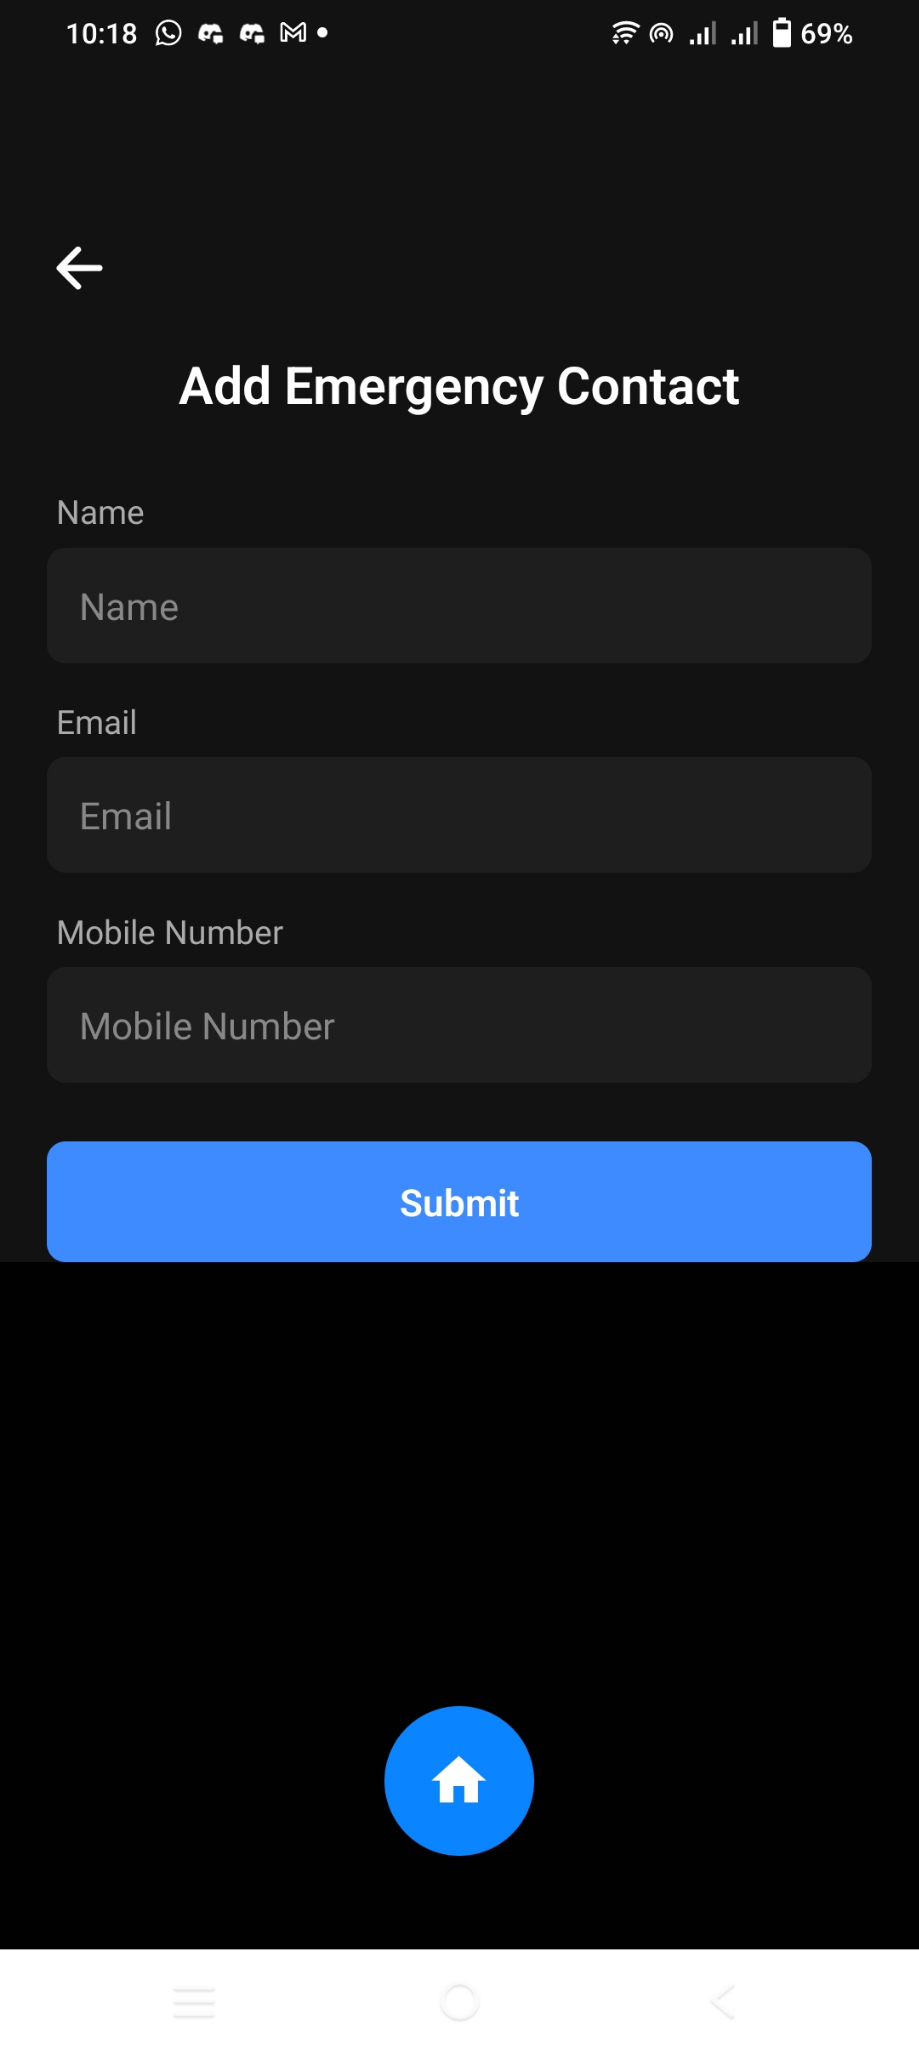 10:18
69%
Add Emergency Contact
Name
Name
Email
Email
Mobile Number
Mobile Number
Submit